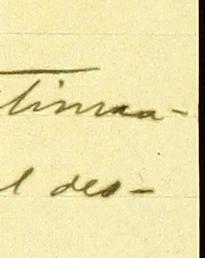 tinua-
l des-